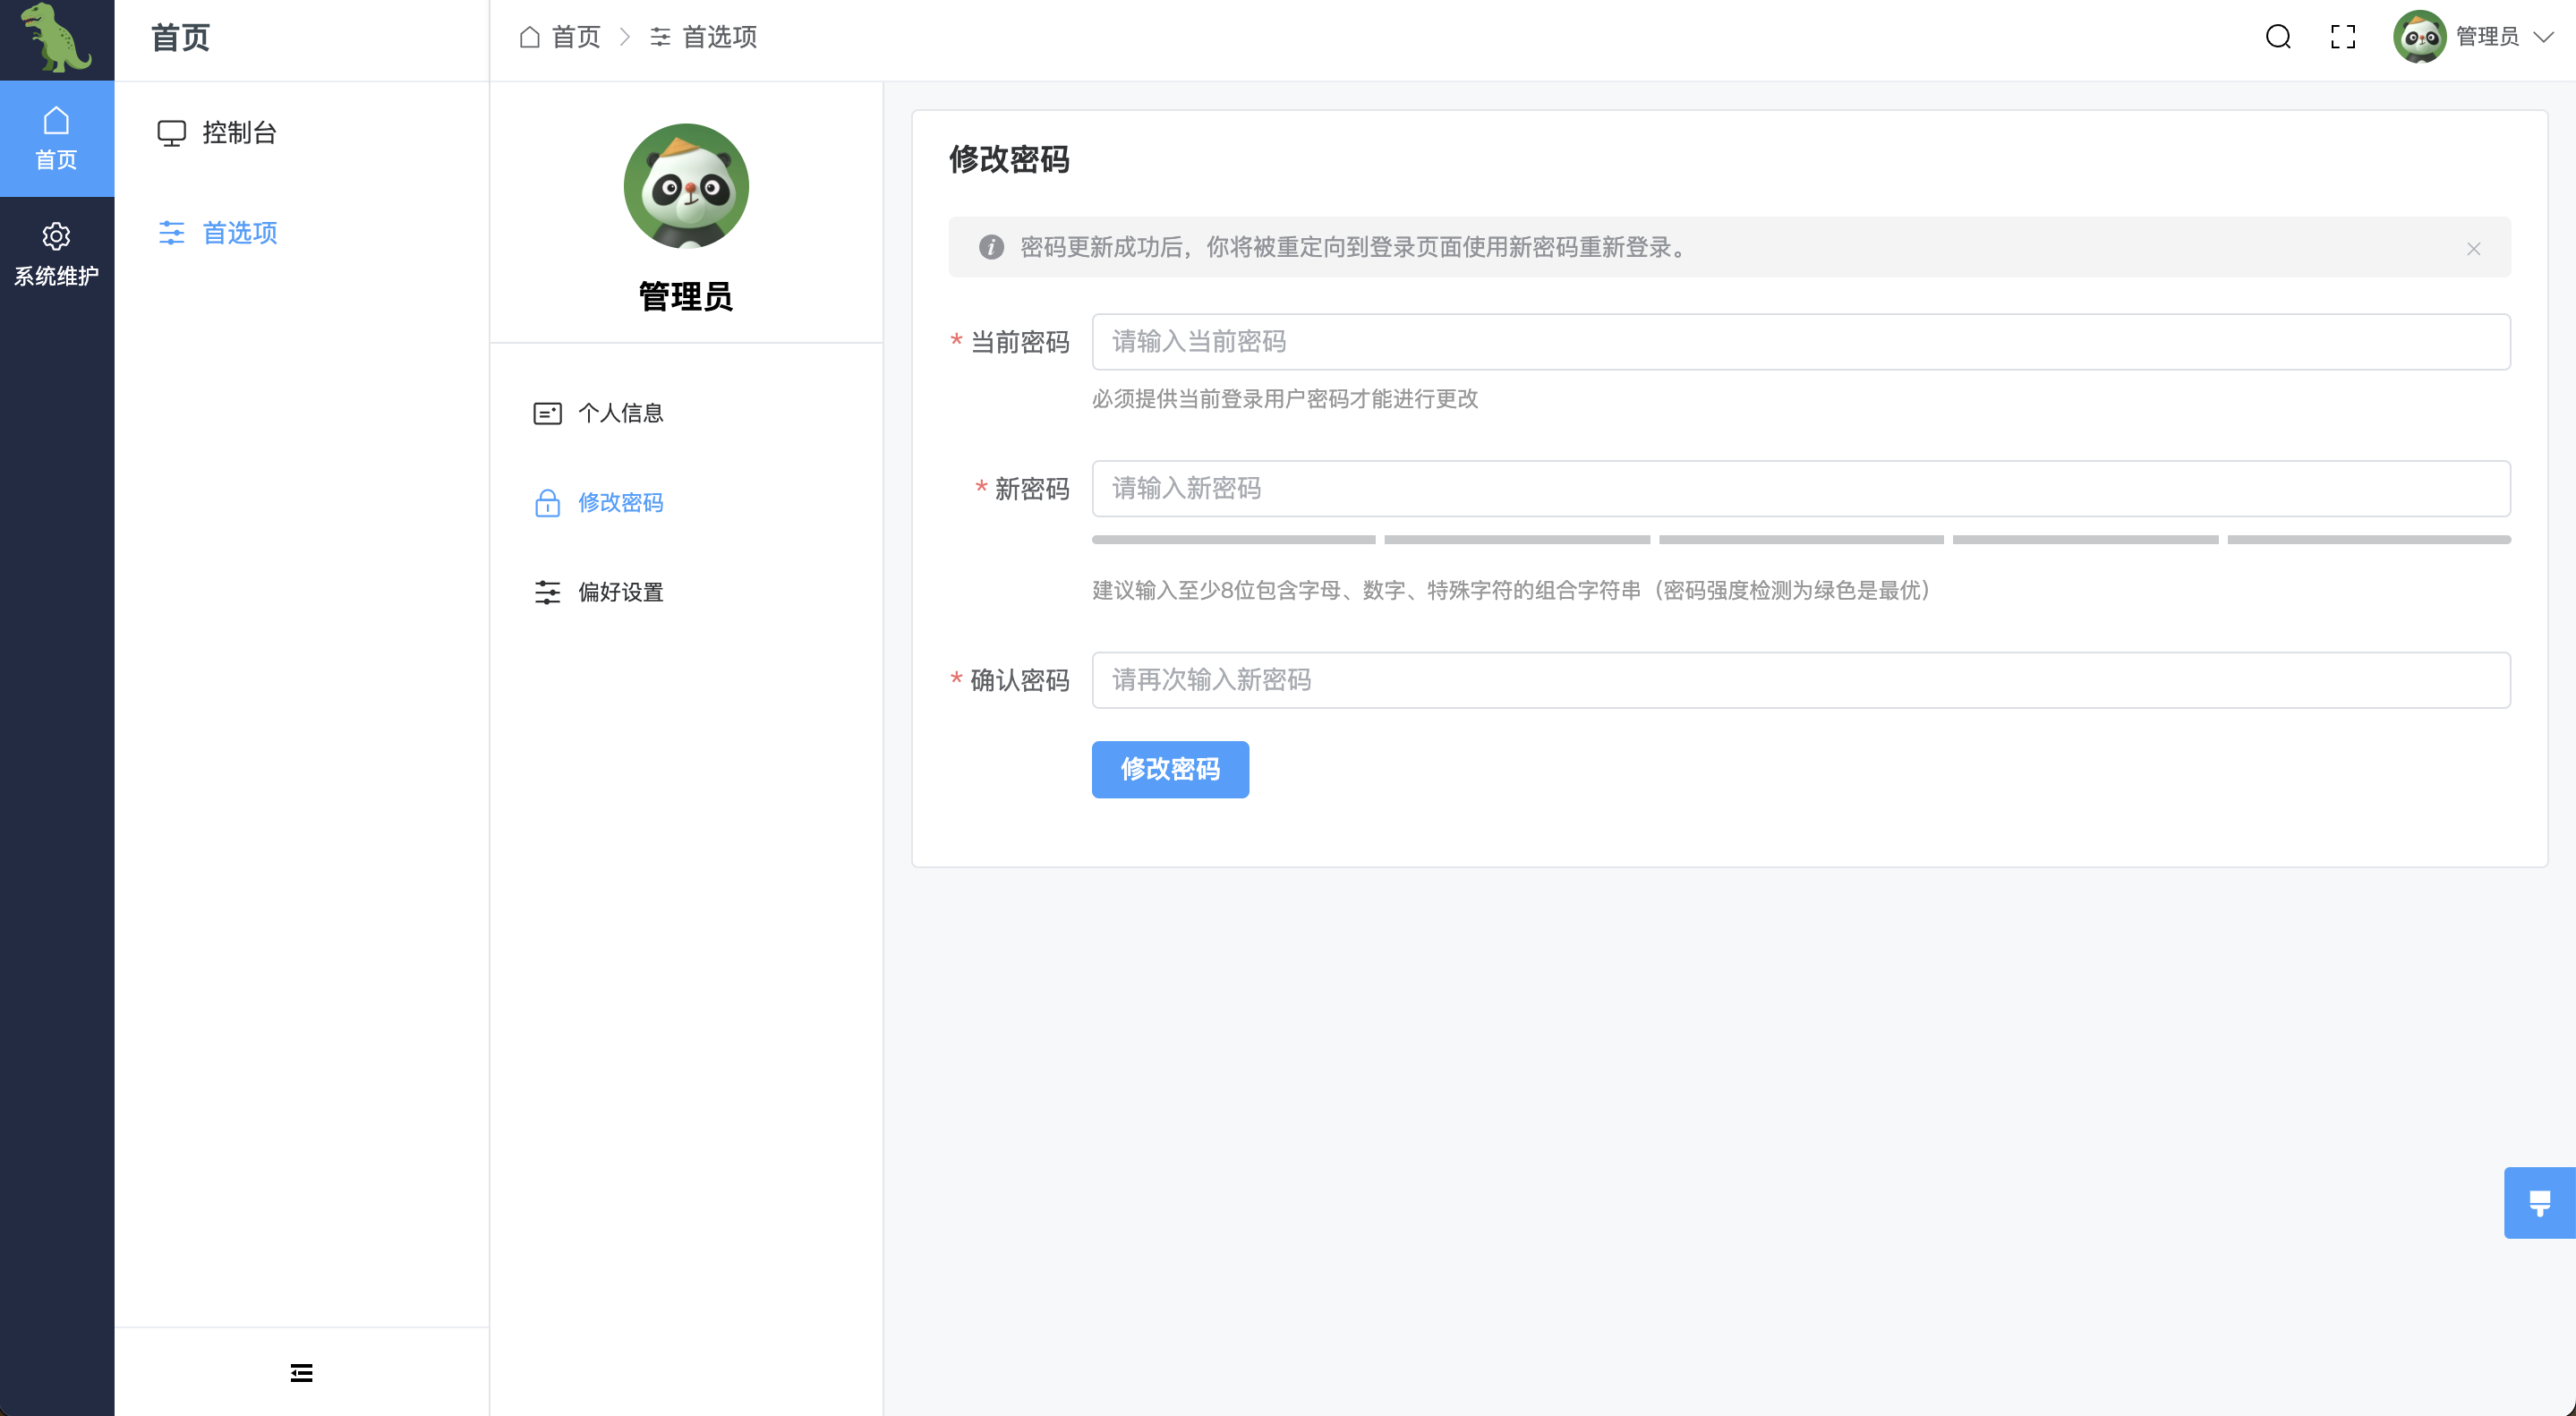 首页
系统维护
首页
控制台
首选项
首页
首选项
管理员
管理员
个人信息
修改密码
偏好设置
修改密码
密码更新成功后，你将被重定向到登录页面使用新密码重新登录。
* 当前密码
请输入当前密码
必须提供当前登录用户密码才能进行更改
* 新密码
请输入新密码
建议输入至少8位包含字母、数字、特殊字符的组合字符串（密码强度检测为绿色是最优）
* 确认密码
请再次输入新密码
修改密码